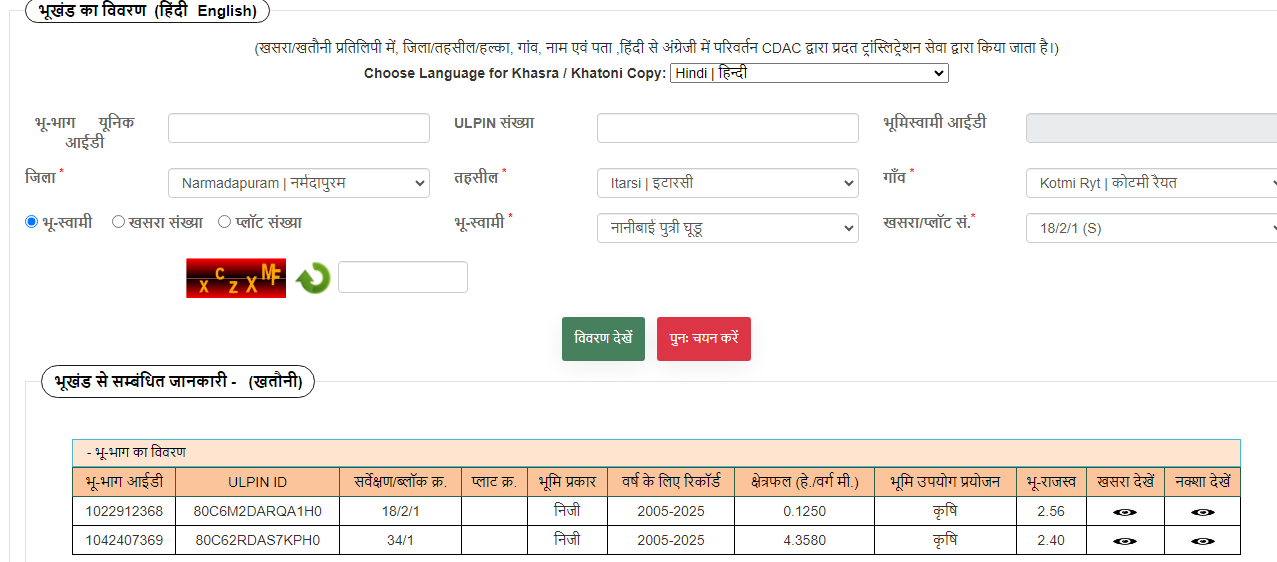 भूखंड का विवरण (हिंदी English)
(खसरा/खतौनी प्रतिलिपी में, जिला/तहसील/हल्का, गांव, नाम एवं पता ,हिंदी से अंग्रेजी में परिवर्तन CDAC द्वारा प्रदत ट्रांस्लिट्रेशन सेवा द्वारा किया जाता है।)
Choose Language for Khasra / Khatoni Copy: Hindi | हिन्दी
भू-भाग यूनिक आईडी ULPIN संख्या भूमिस्वामी आईडी
जिला * Narmadapuram | नर्मदापुरम तहसील * Itarsi | इटारसी गाँव * Kotmi Ryt | कोटमी रैयत
भू-स्वामी खसरा संख्या प्लॉट संख्या भू-स्वामी * नानीबाई पुत्री घूडू खसरा/प्लॉट सं.* 18/2/1 (S)
x c z X M F
विवरण देखें पुनः चयन करें
भूखंड से सम्बंधित जानकारी - (खतौनी)
- भू-भाग का विवरण
भू-भाग आईडी ULPIN ID सर्वेक्षण/ब्लॉक क्र. प्लाट क्र. भूमि प्रकार वर्ष के लिए रिकॉर्ड क्षेत्रफल (हे./वर्ग मी.) भूमि उपयोग प्रयोजन भू-राजस्व खसरा देखें नक्शा देखें
1022912368 80C6M2DARQA1H0 18/2/1 निजी 2005-2025 0.1250 कृषि 2.56
1042407369 80C62RDAS7KPH0 34/1 निजी 2005-2025 4.3580 कृषि 2.40